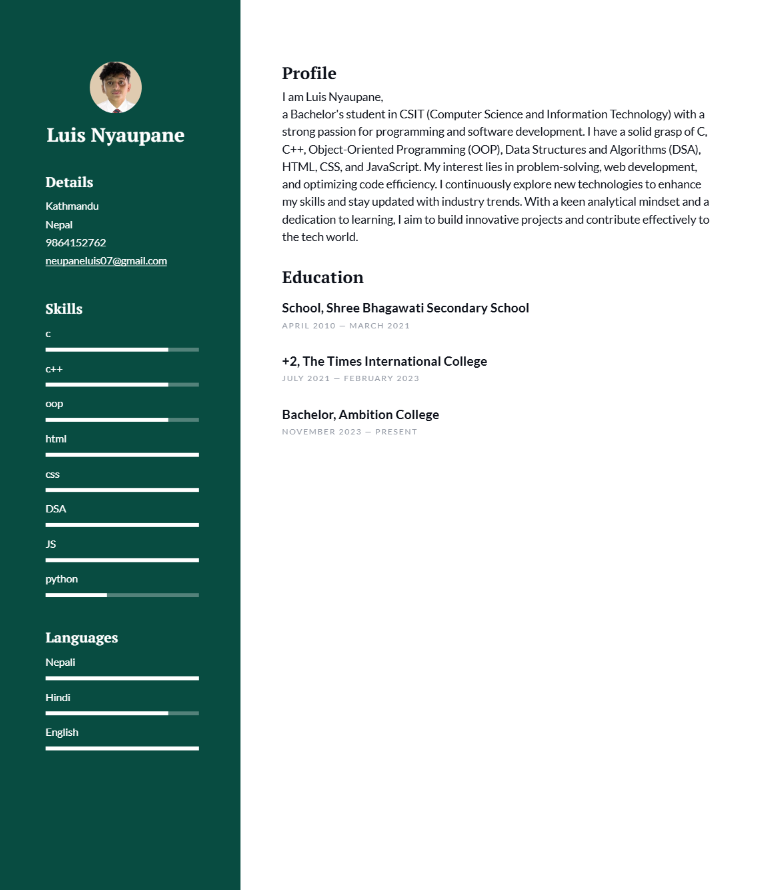 Luis Nyaupane
Details
Kathmandu
Nepal
9864152762
neupaneluis07@gmail.com
Skills
c
c++
oop
html
css
DSA
JS
python
Languages
Nepali
Hindi
English
Profile
I am Luis Nyaupane,
a Bachelor's student in CSIT (Computer Science and Information Technology) with a
strong passion for programming and software development. I have a solid grasp of C,
C++, Object-Oriented Programming (OOP), Data Structures and Algorithms (DSA),
HTML, CSS, and JavaScript. My interest lies in problem-solving, web development,
and optimizing code efficiency. I continuously explore new technologies to enhance
my skills and stay updated with industry trends. With a keen analytical mindset and a
dedication to learning, I aim to build innovative projects and contribute effectively to
the tech world.
Education
School, Shree Bhagawati Secondary School
APRIL 2010 — MARCH 2021
+2, The Times International College
JULY 2021 — FEBRUARY 2023
Bachelor, Ambition College
NOVEMBER 2023 — PRESENT